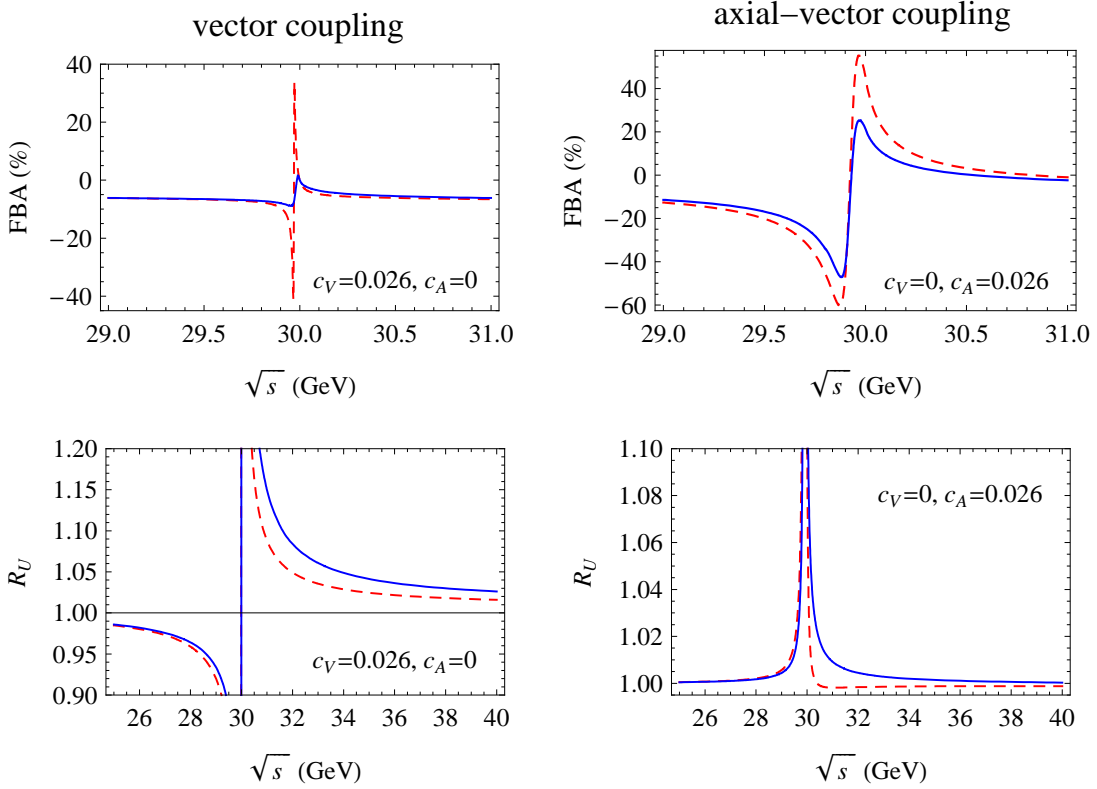 vector coupling
axial−vector coupling
FBA (%)
40
20
0
−20
−40
c_V=0.026, c_A=0
29.0 29.5 30.0 30.5 31.0
√s (GeV)
FBA (%)
40
20
0
−20
−40
−60
c_V=0, c_A=0.026
29.0 29.5 30.0 30.5 31.0
√s (GeV)
R_U
1.20
1.15
1.10
1.05
1.00
0.95
0.90
c_V=0.026, c_A=0
26 28 30 32 34 36 38 40
√s (GeV)
R_U
1.10
1.08
1.06
1.04
1.02
1.00
c_V=0, c_A=0.026
26 28 30 32 34 36 38 40
√s (GeV)